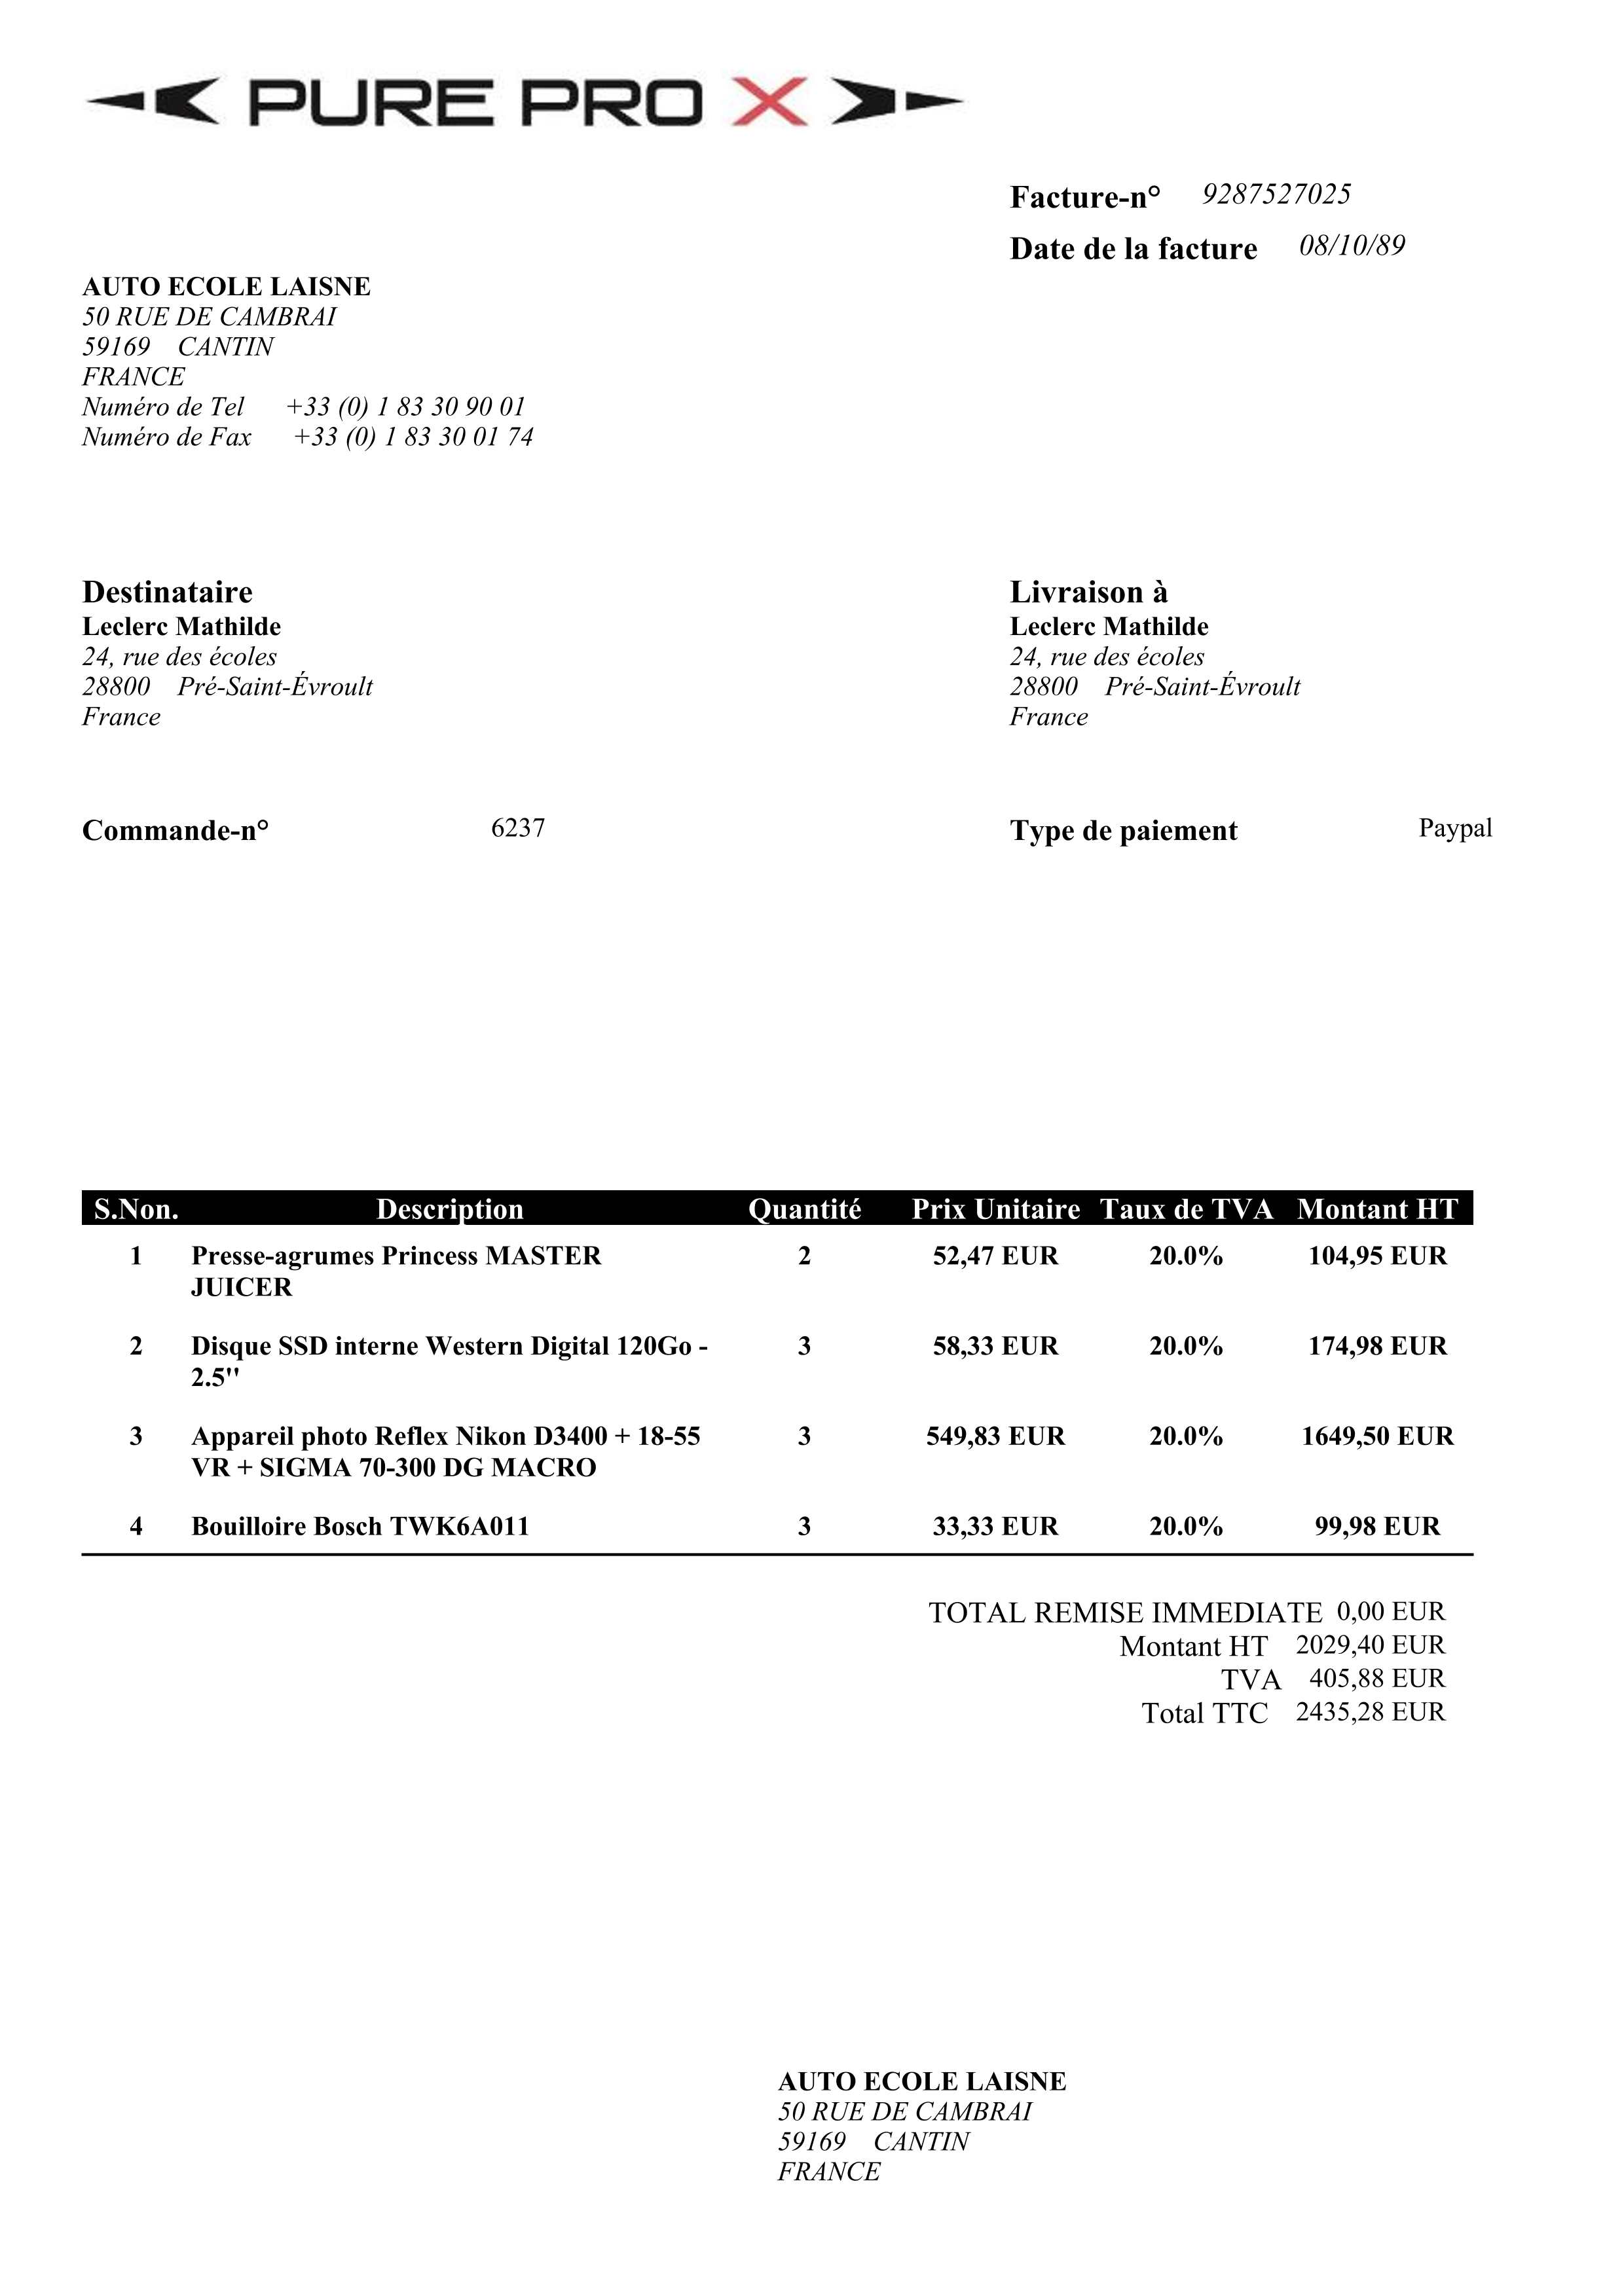 PURE PRO X
Facture-n° 9287527025
Date de la facture 08/10/89
AUTO ECOLE LAISNE
50 RUE DE CAMBRAI
59169 CANTIN
FRANCE
Numéro de Tel +33 (0) 1 83 30 90 01
Numéro de Fax +33 (0) 1 83 30 01 74
Destinataire
Leclerc Mathilde
24, rue des écoles
28800 Pré-Saint-Évroult
France
Livraison à
Leclerc Mathilde
24, rue des écoles
28800 Pré-Saint-Évroult
France
Commande-n° 6237
Type de paiement Paypal
S.Non. Description Quantité Prix Unitaire Taux de TVA Montant HT
1 Presse-agrumes Princess MASTER 2 52,47 EUR 20.0% 104,95 EUR
JUICER
2 Disque SSD interne Western Digital 120Go - 3 58,33 EUR 20.0% 174,98 EUR
2.5''
3 Appareil photo Reflex Nikon D3400 + 18-55 3 549,83 EUR 20.0% 1649,50 EUR
VR + SIGMA 70-300 DG MACRO
4 Bouilloire Bosch TWK6A011 3 33,33 EUR 20.0% 99,98 EUR
TOTAL REMISE IMMEDIATE 0,00 EUR
Montant HT 2029,40 EUR
TVA 405,88 EUR
Total TTC 2435,28 EUR
AUTO ECOLE LAISNE
50 RUE DE CAMBRAI
59169 CANTIN
FRANCE